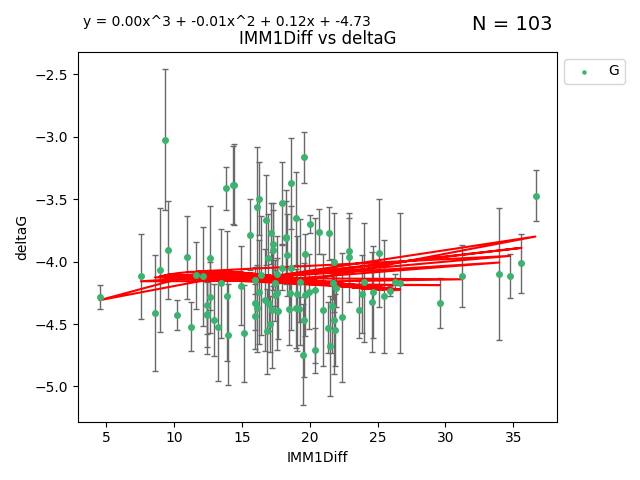 y = 0.00x^3 + -0.01x^2 + 0.12x + -4.73
N = 103
IMM1Diff vs deltaG
G
−2.5
−3.0
−3.5
−4.0
−4.5
−5.0
deltaG
5 10 15 20 25 30 35
IMM1Diff